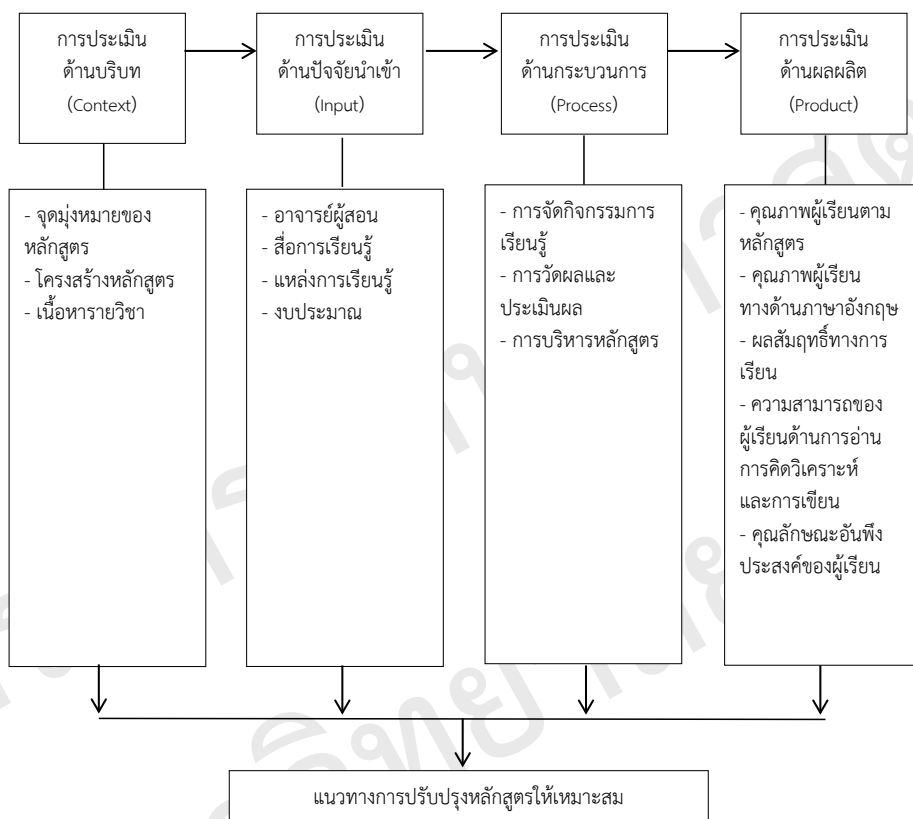 การประเมิน
ด้านบริบท
(Context)
การประเมิน
ด้านปัจจัยนำเข้า
(Input)
การประเมิน
ด้านกระบวนการ
(Process)
การประเมิน
ด้านผลผลิต
(Product)
- จุดมุ่งหมายของ
หลักสูตร
- โครงสร้างหลักสูตร
- เนื้อหารายวิชา
- อาจารย์ผู้สอน
- สื่อการเรียนรู้
- แหล่งการเรียนรู้
- งบประมาณ
- การจัดกิจกรรมการ
เรียนรู้
- การวัดผลและ
ประเมินผล
- การบริหารหลักสูตร
- คุณภาพผู้เรียนตาม
หลักสูตร
- คุณภาพผู้เรียน
ทางด้านภาษาอังกฤษ
- ผลสัมฤทธิ์ทางการ
เรียน
- ความสามารถของ
ผู้เรียนด้านการอ่าน
การคิดวิเคราะห์
และการเขียน
- คุณลักษณะอันพึง
ประสงค์ของผู้เรียน
แนวทางการปรับปรุงหลักสูตรให้เหมาะสม